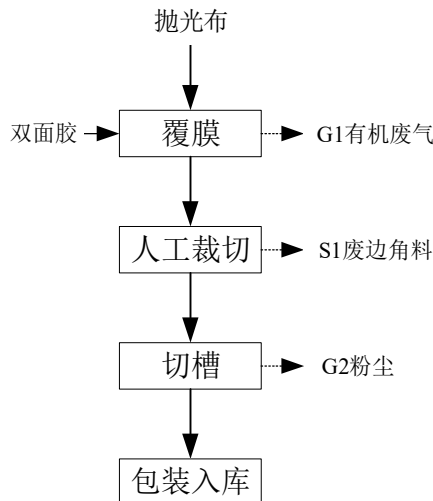 抛光布
双面胶
覆膜
G1有机废气
人工裁切
S1废边角料
切槽
G2粉尘
包装入库